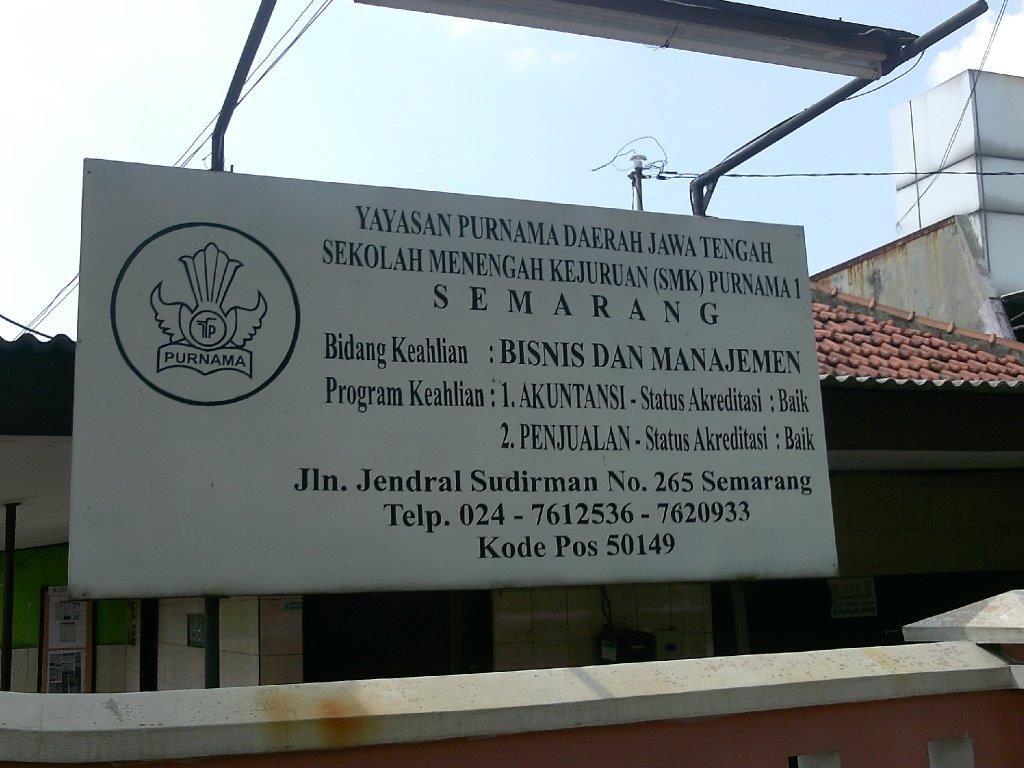 YAYASAN PURNAMA DAERAH JAWA TENGAH
SEKOLAH MENENGAH KEJURUAN (SMK) PURNAMA 1
SEMARANG
TP
PURNAMA
Bidang Keahlian : BISNIS DAN MANAJEMEN
Program Keahlian : 1. AKUNTANSI - Status Akreditasi : Baik
2. PENJUALAN - Status Akreditasi : Baik
Jln. Jendral Sudirman No. 265 Semarang
Telp. 024 - 7612536 - 7620933
Kode Pos 50149